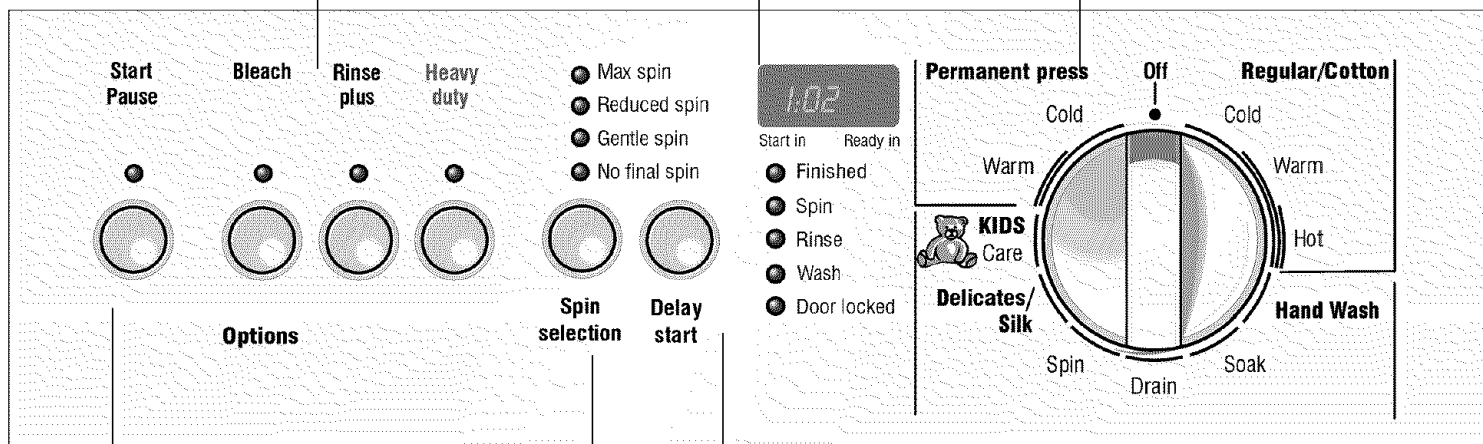 Start
Pause
Bleach
Rinse
plus
Heavy
duty
Max spin
Reduced spin
Gentle spin
No final spin
Spin
selection
Delay
start
Options
1:02
Start in Ready in
Finished
Spin
Rinse
Wash
Door locked
Permanent press
Off
Regular/Cotton
Cold
Cold
Warm
Warm
KIDS
Care
Hot
Delicates/
Silk
Hand Wash
Spin
Drain
Soak